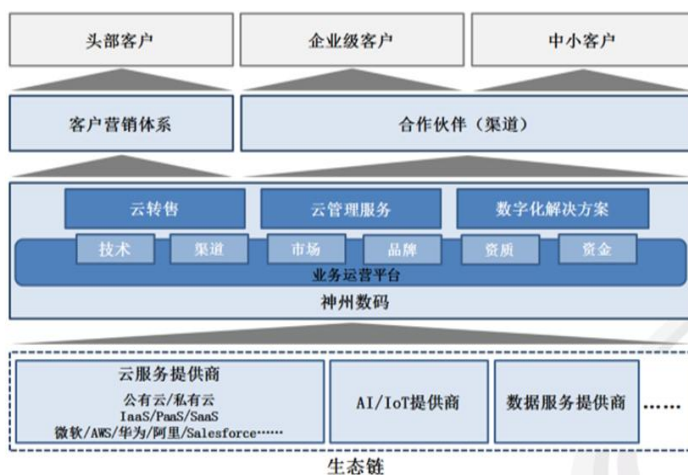 头部客户
企业级客户
中小客户
客户营销体系
合作伙伴（渠道）
云转售
云管理服务
数字化解决方案
技术
渠道
市场
品牌
资质
资金
业务运营平台
神州数码
云服务提供商
公有云/私有云
IaaS/PaaS/SaaS
微软/AWS/华为/阿里/Salesforce……
AI/IoT提供商
数据服务提供商
……
生态链